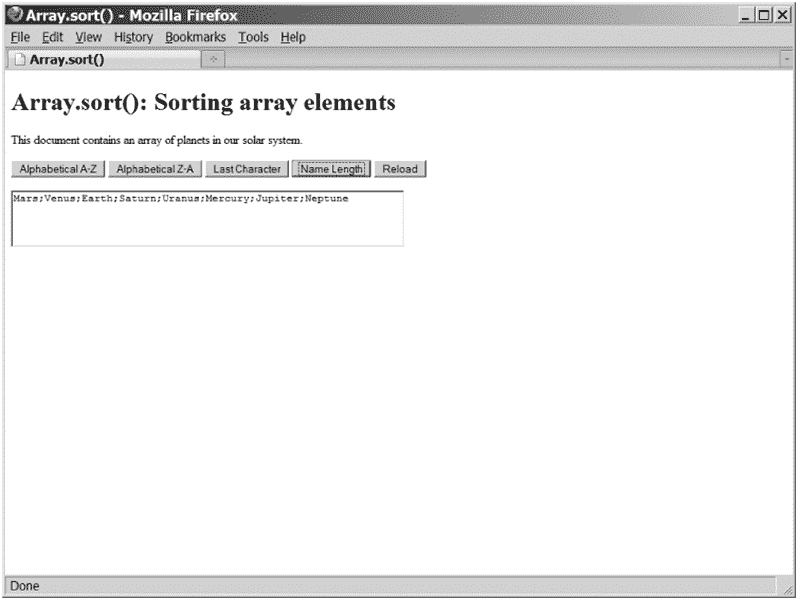 Array.sort() - Mozilla Firefox
File Edit View History Bookmarks Tools Help
Array.sort()
Array.sort(): Sorting array elements
This document contains an array of planets in our solar system.
Alphabetical A-Z Alphabetical Z-A Last Character Name Length Reload
Mars;Venus;Earth;Saturn;Uranus;Mercury;Jupiter;Neptune
Done